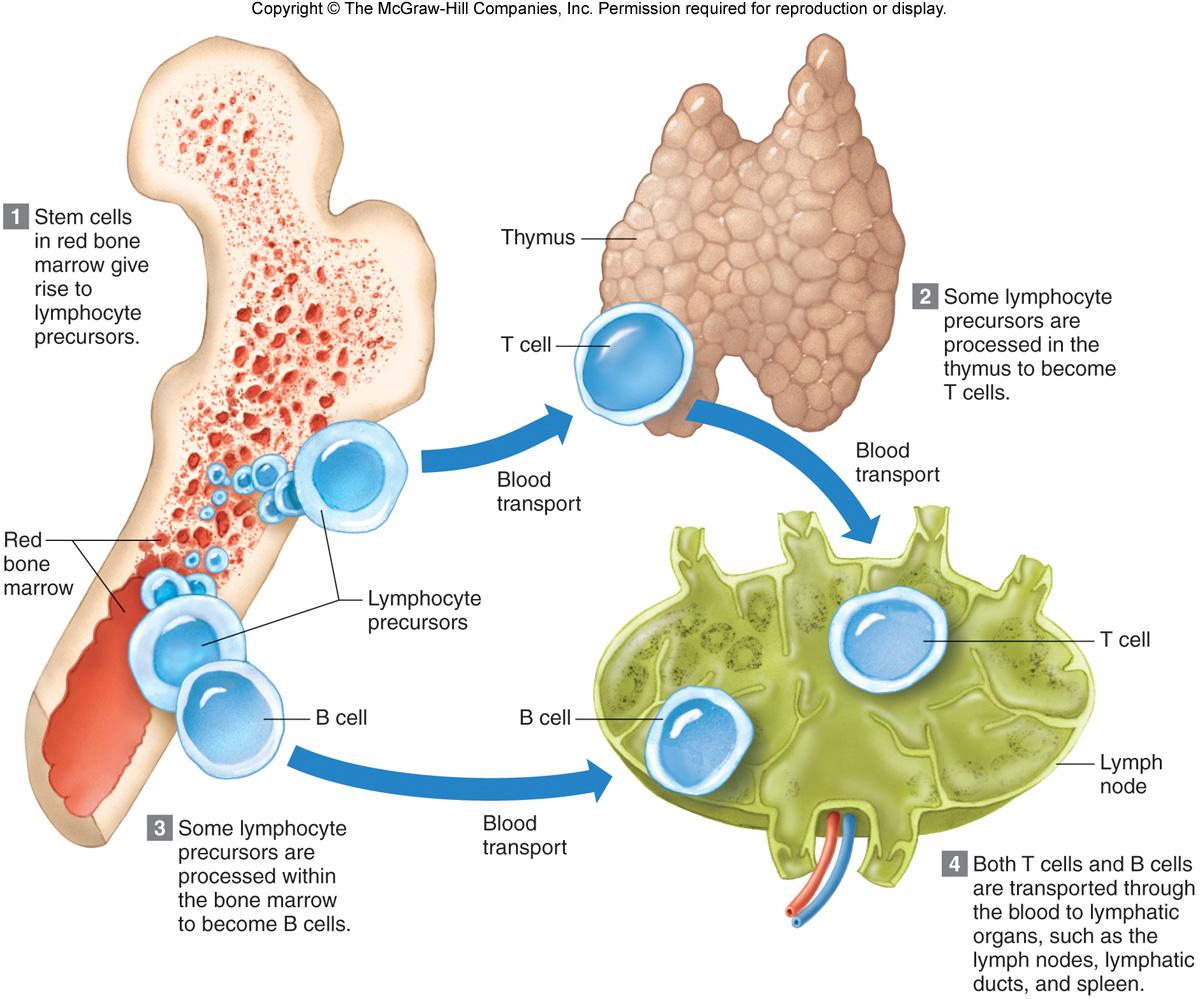 Copyright © The McGraw-Hill Companies, Inc. Permission required for reproduction or display.
1 Stem cells
in red bone
marrow give
rise to
lymphocyte
precursors.
Thymus
T cell
2 Some lymphocyte
precursors are
processed in the
thymus to become
T cells.
Blood
transport
Blood
transport
Red
bone
marrow
Lymphocyte
precursors
T cell
B cell
B cell
Lymph
node
Blood
transport
3 Some lymphocyte
precursors are
processed within
the bone marrow
to become B cells.
4 Both T cells and B cells
are transported through
the blood to lymphatic
organs, such as the
lymph nodes, lymphatic
ducts, and spleen.